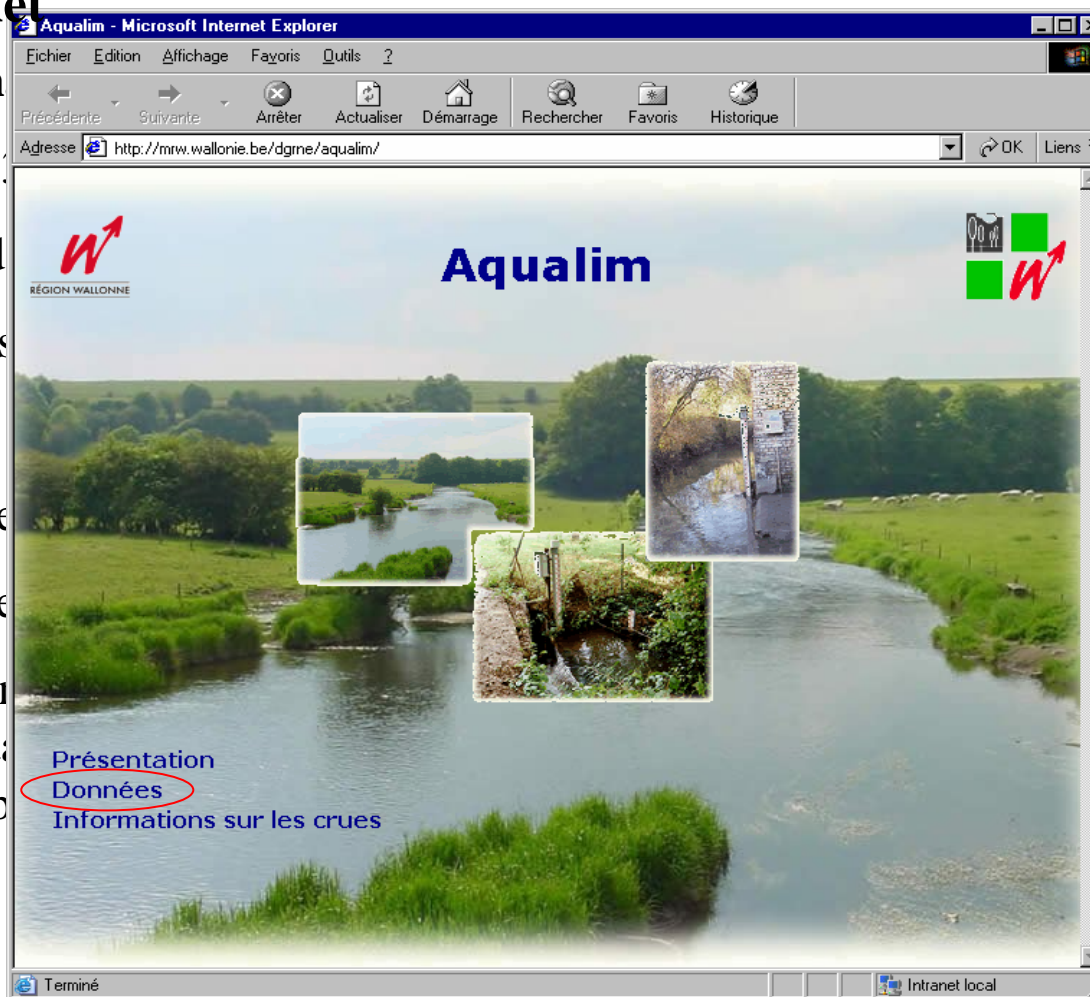 Aqualim - Microsoft Internet Explorer
Fichier Edition Affichage Favoris Outils ?
Précédente Suivante Arrêter Actualiser Démarrage Rechercher Favoris Historique
Adresse http://mrw.wallonie.be/dgrne/aqualim/ OK Liens
RÉGION WALLONNE
Aqualim
Présentation
Données
Informations sur les crues
Terminé Intranet local